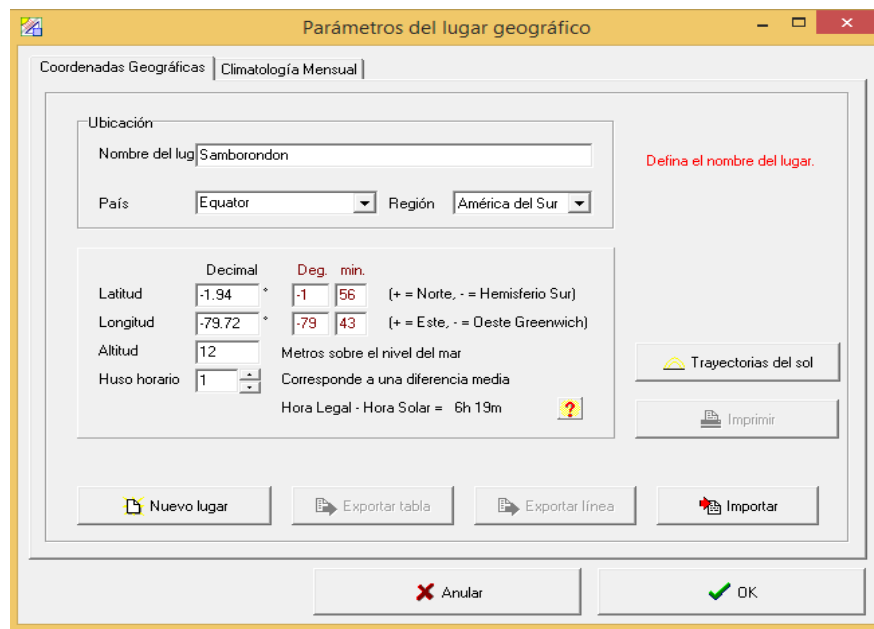 Parámetros del lugar geográfico
Coordenadas Geográficas Climatología Mensual
Ubicación
Nombre del lug Samborondon
Defina el nombre del lugar.
País Equator Región América del Sur
Decimal Deg. min.
Latitud -1.94 ° -1 56 (+ = Norte, - = Hemisferio Sur)
Longitud -79.72 ° -79 43 (+ = Este, - = Oeste Greenwich)
Altitud 12 Metros sobre el nivel del mar
Trayectorias del sol
Huso horario 1 Corresponde a una diferencia media
Hora Legal - Hora Solar = 6h 19m ?
Imprimir
Nuevo lugar Exportar tabla Exportar línea Importar
Anular OK